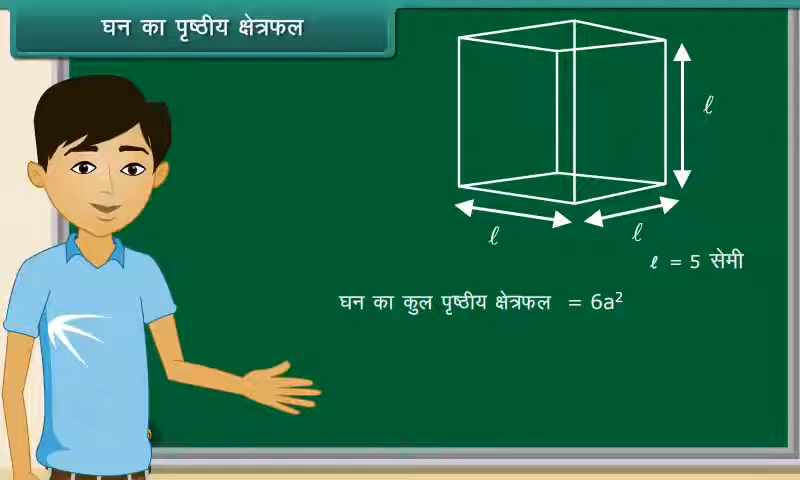 घन का पृष्ठीय क्षेत्रफल
ℓ
ℓ
ℓ
ℓ = 5 सेमी
घन का कुल पृष्ठीय क्षेत्रफल = 6a²